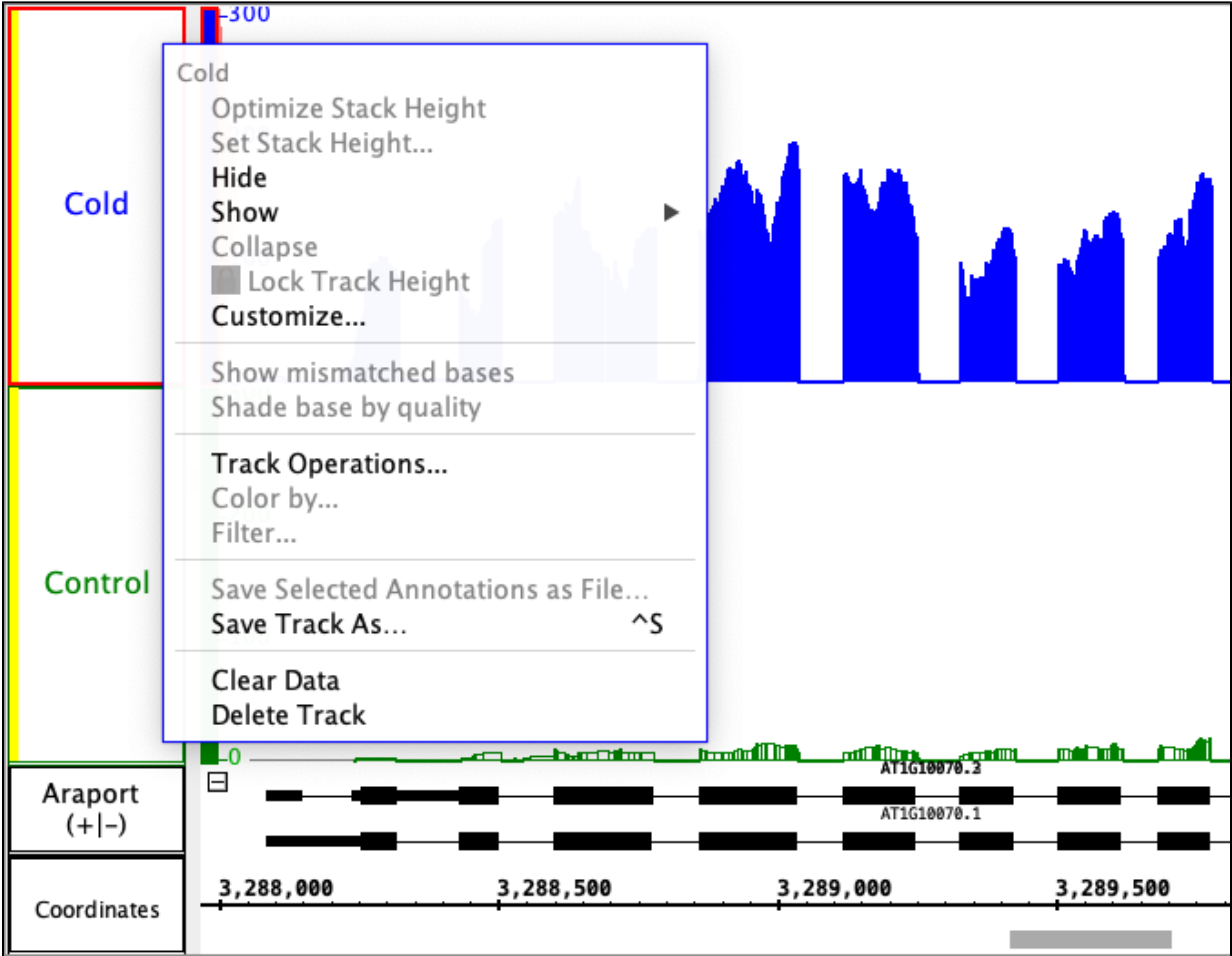 300
Cold
Optimize Stack Height
Set Stack Height...
Hide
Show
Collapse
Lock Track Height
Customize...
Show mismatched bases
Shade base by quality
Track Operations...
Color by...
Filter...
Save Selected Annotations as File...
Save Track As... ^S
Clear Data
Delete Track
Cold
Control
0
Araport
(+|-)
AT1G10070.3
AT1G10070.1
Coordinates
3,288,000 3,288,500 3,289,000 3,289,500